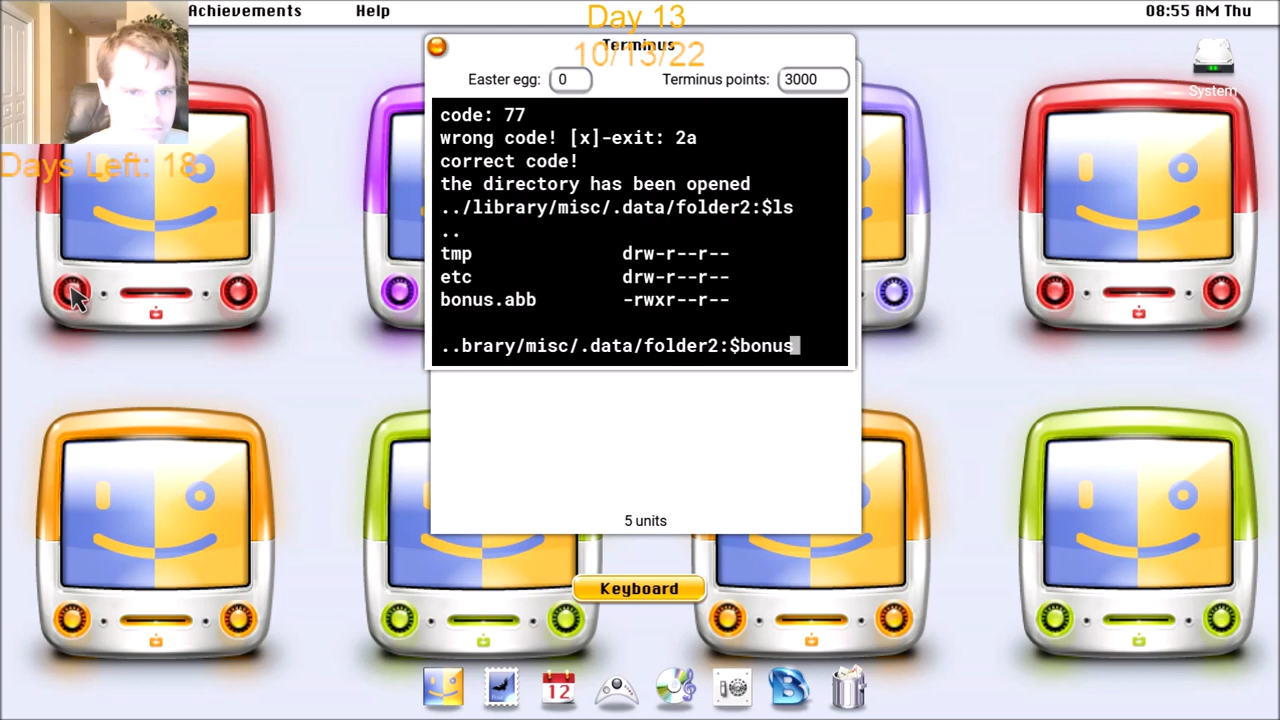 Achievements
Help
Day 13
08:55 AM Thu
Terminus
10/13/22
Easter egg: 0
Terminus points: 3000
System
code: 77
wrong code! [x]-exit: 2a
correct code!
Days Left: 18
the directory has been opened
../library/misc/.data/folder2:$ls
..
tmp drw-r--r--
etc drw-r--r--
bonus.abb -rwxr--r--
..brary/misc/.data/folder2:$bonus
5 units
Keyboard
12
B